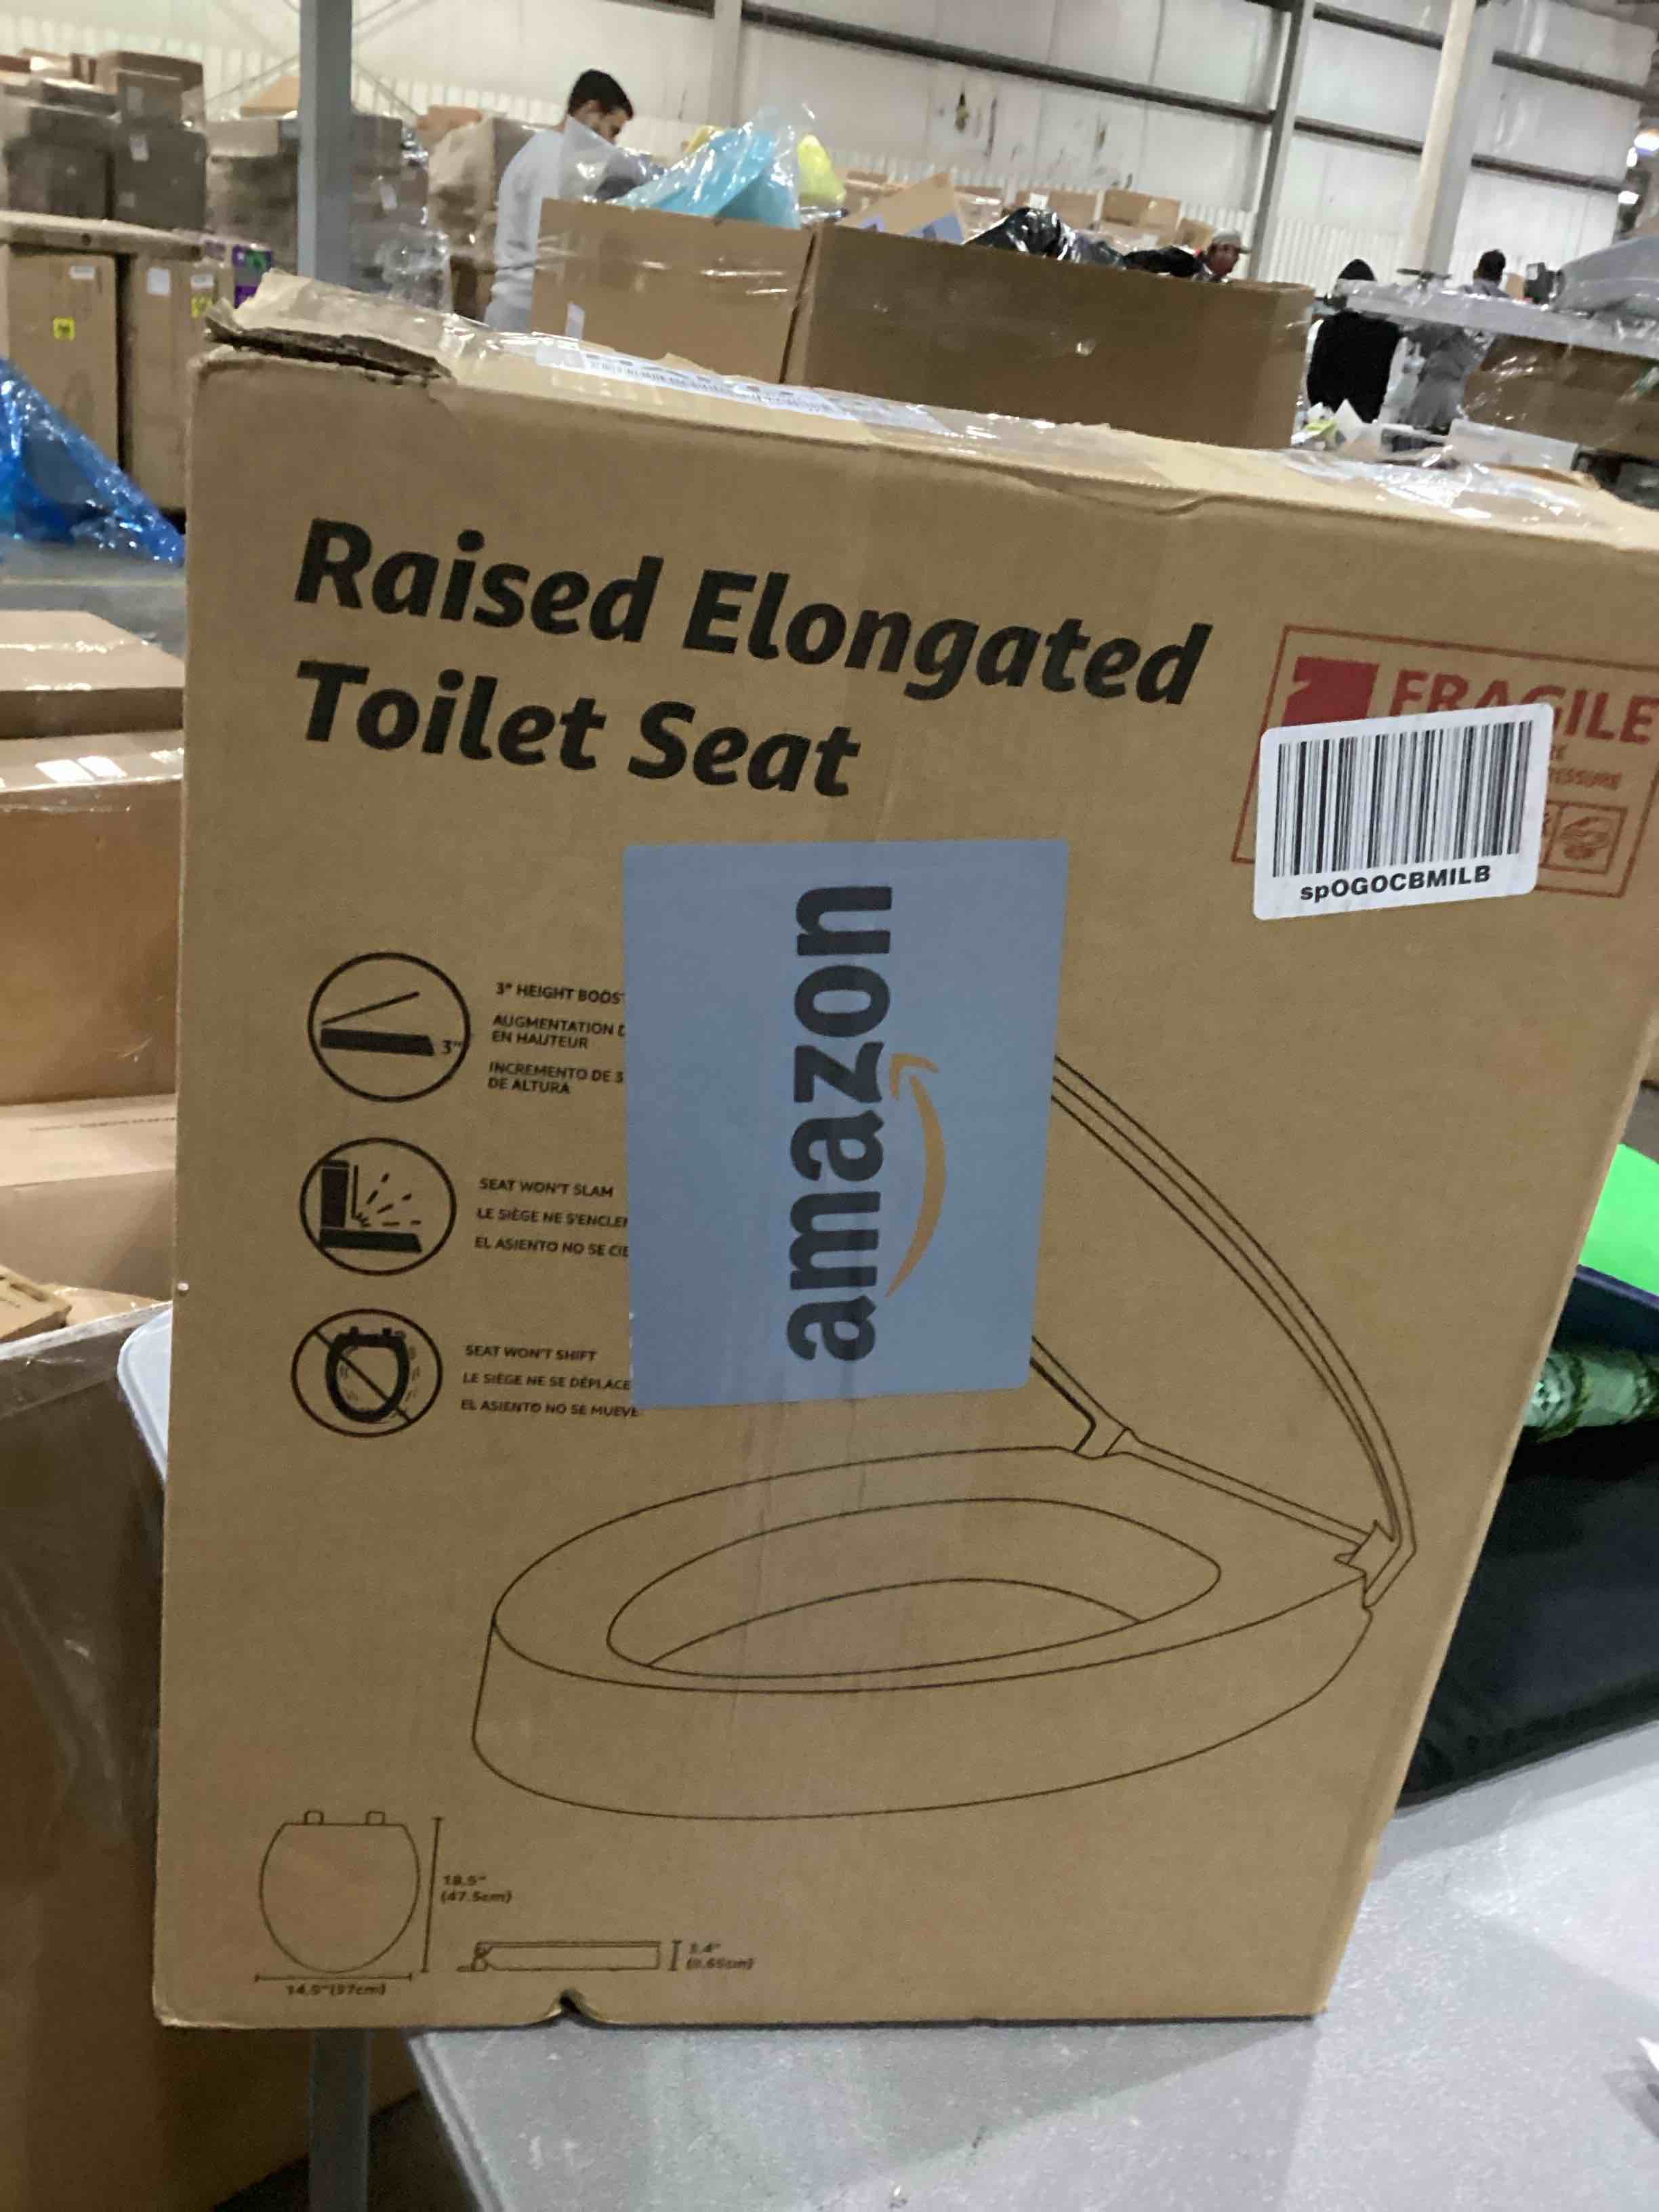 Raised Elongated
Toilet Seat
FRAGILE
spOGOCBMILB
amazon
3"
3" HEIGHT BOOS
AUGMENTATION D
EN HAUTEUR
INCREMENTO DE 3
DE ALTURA
SEAT WON'T SLAM
LE SIÈGE NE S'ENCLE
EL ASIENTO NO SE CIE
SEAT WON'T SHIFT
LE SIÈGE NE SE DÉPLACE
EL ASIENTO NO SE MUEVE
18.5"
(47.5cm)
14.5"(37cm)